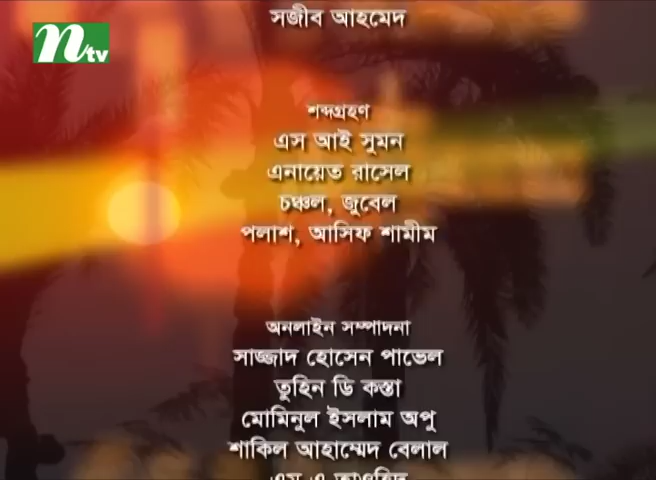 ntv
সজীব আহমেদ
শব্দগ্রহণ
এস আই সুমন
এনায়েত রাসেল
চঞ্চল, জুবেল
পলাশ, আসিফ শামীম
অনলাইন সম্পাদনা
সাজ্জাদ হোসেন পাভেল
তুহিন ডি কস্তা
মোমিনুল ইসলাম অপু
শাকিল আহাম্মেদ বেলাল
এম এ